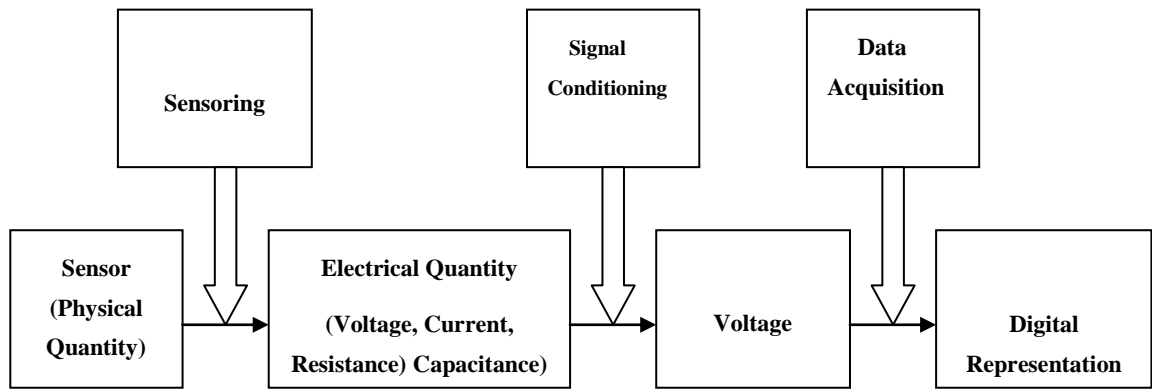 Sensoring
Signal
Conditioning
Data
Acquisition
Sensor
(Physical
Quantity)
Electrical Quantity
(Voltage, Current,
Resistance) Capacitance)
Voltage
Digital
Representation